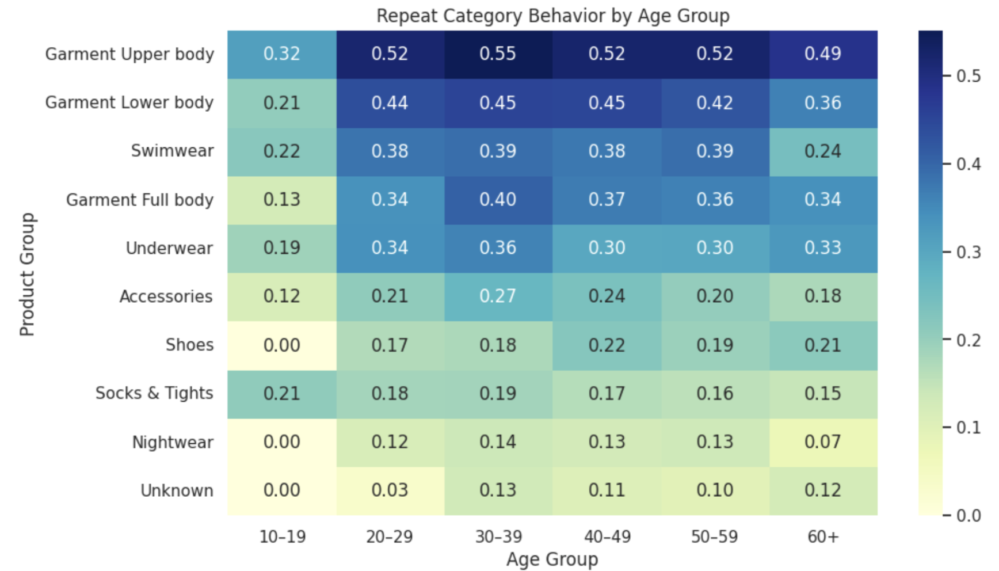 Repeat Category Behavior by Age Group
Product Group
Garment Upper body 0.32 0.52 0.55 0.52 0.52 0.49
Garment Lower body 0.21 0.44 0.45 0.45 0.42 0.36
Swimwear 0.22 0.38 0.39 0.38 0.39 0.24
Garment Full body 0.13 0.34 0.40 0.37 0.36 0.34
Underwear 0.19 0.34 0.36 0.30 0.30 0.33
Accessories 0.12 0.21 0.27 0.24 0.20 0.18
Shoes 0.00 0.17 0.18 0.22 0.19 0.21
Socks & Tights 0.21 0.18 0.19 0.17 0.16 0.15
Nightwear 0.00 0.12 0.14 0.13 0.13 0.07
Unknown 0.00 0.03 0.13 0.11 0.10 0.12
10–19 20–29 30–39 40–49 50–59 60+
Age Group
0.5
0.4
0.3
0.2
0.1
0.0